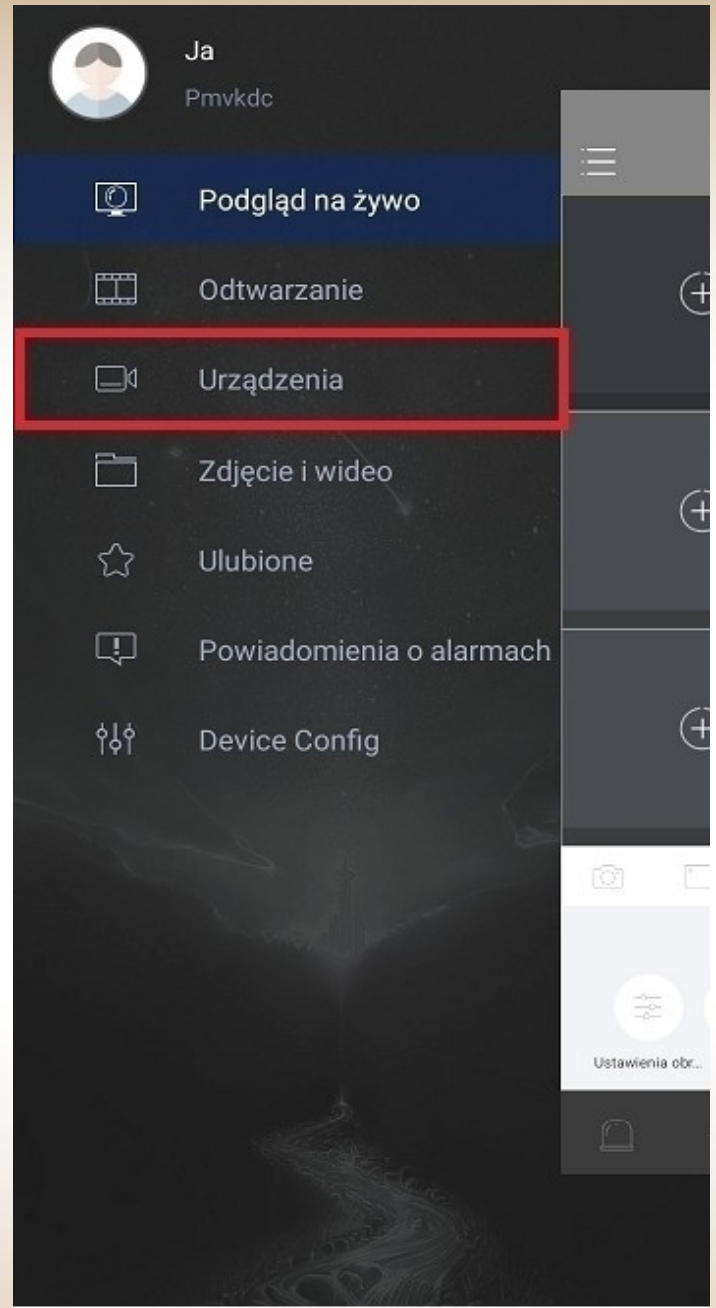 Ja
Pmvkdc
Podgląd na żywo
Odtwarzanie
Urządzenia
Zdjęcie i wideo
Ulubione
Powiadomienia o alarmach
Device Config
Ustawienia obr...